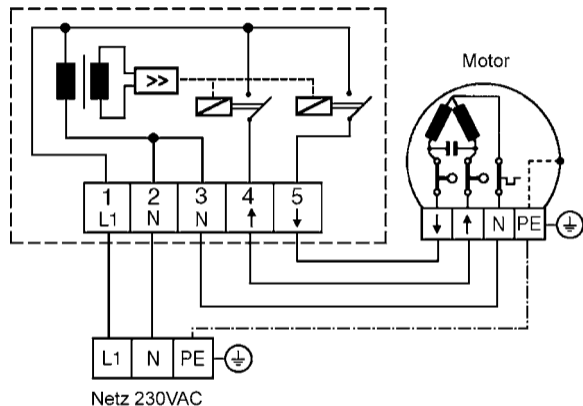 Motor
>>
1 2 3 4 5
L1 N N ↑ ↓
↓ ↑ N PE
L1 N PE
Netz 230VAC